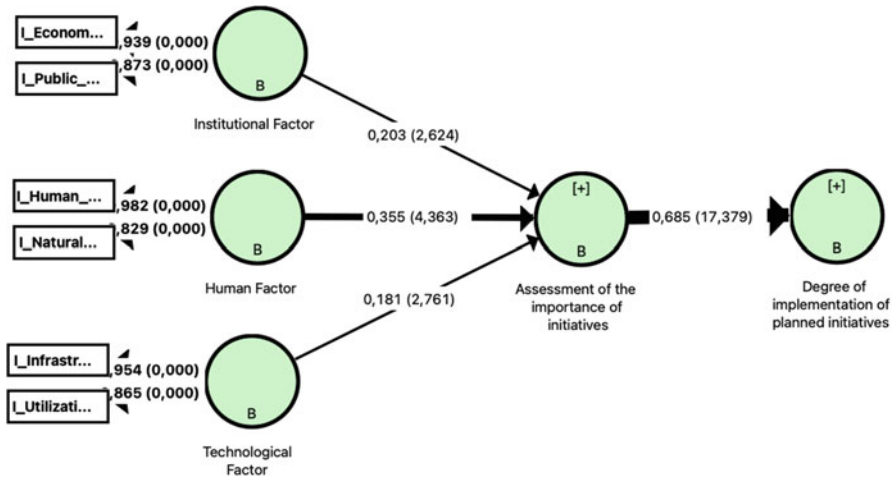 I_Econom...
,939 (0,000)
,873 (0,000)
I_Public_...
B
Institutional Factor
0,203 (2,624)
I_Human_...
,982 (0,000)
,829 (0,000)
I_Natural...
B
Human Factor
0,355 (4,363)
[+]
B
Assessment of the
importance of
initiatives
0,685 (17,379)
[+]
B
Degree of
implementation of
planned initiatives
0,181 (2,761)
I_Infrastr...
,954 (0,000)
,865 (0,000)
I_Utilizati...
B
Technological
Factor